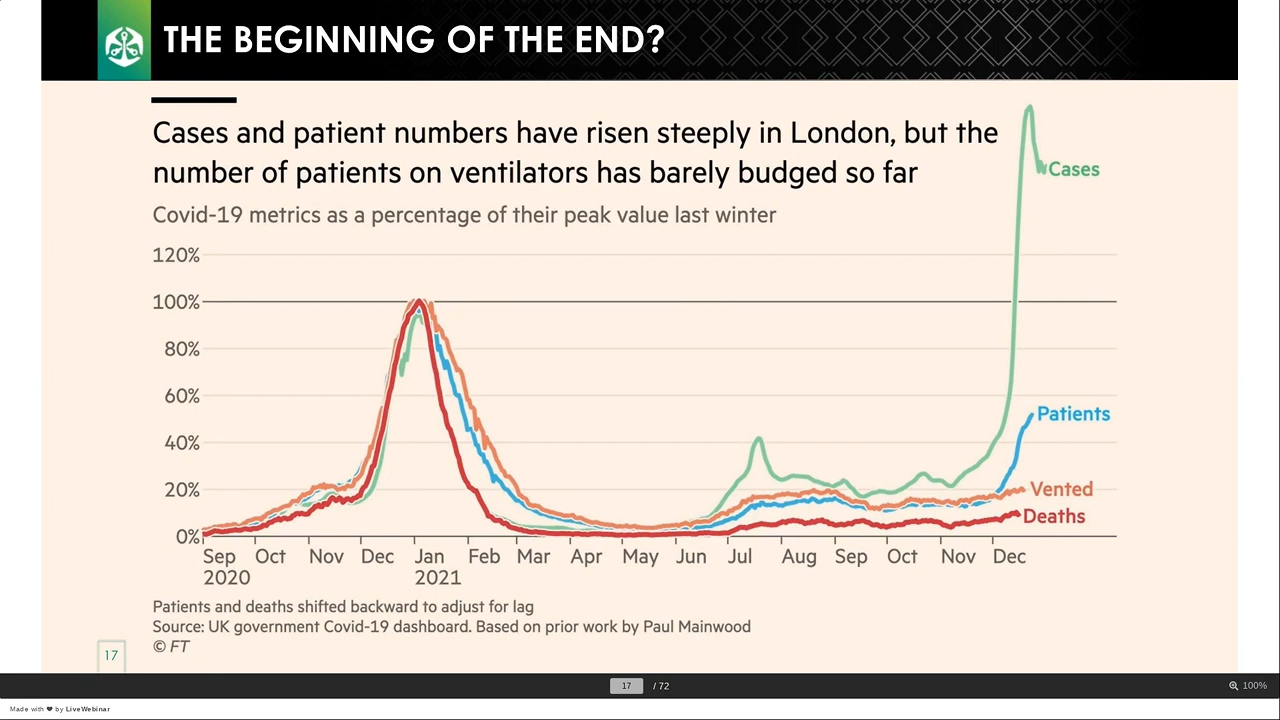 THE BEGINNING OF THE END?
Cases and patient numbers have risen steeply in London, but the
number of patients on ventilators has barely budged so far
Covid-19 metrics as a percentage of their peak value last winter
120%
100%
80%
60%
40%
20%
0%
Cases
Patients
Vented
Deaths
Sep Oct Nov Dec Jan Feb Mar Apr May Jun Jul Aug Sep Oct Nov Dec
2020 2021
Patients and deaths shifted backward to adjust for lag
Source: UK government Covid-19 dashboard. Based on prior work by Paul Mainwood
© FT
17
17 / 72
100%
Made with ❤ by LiveWebinar